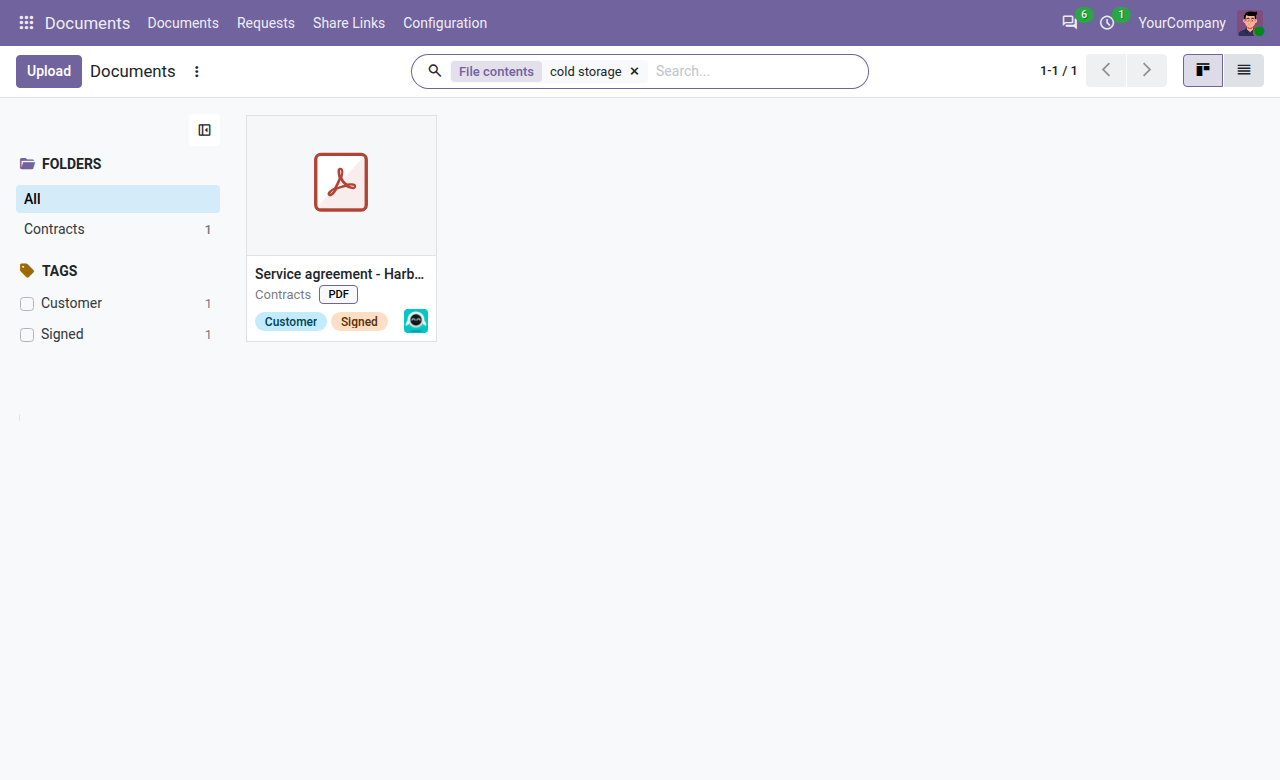 Documents Documents Requests Share Links Configuration 6 1 YourCompany
Upload Documents File contents cold storage × Search... 1-1 / 1
FOLDERS
All
Contracts 1
TAGS
Customer 1
Signed 1
Service agreement - Harb...
Contracts PDF
Customer Signed